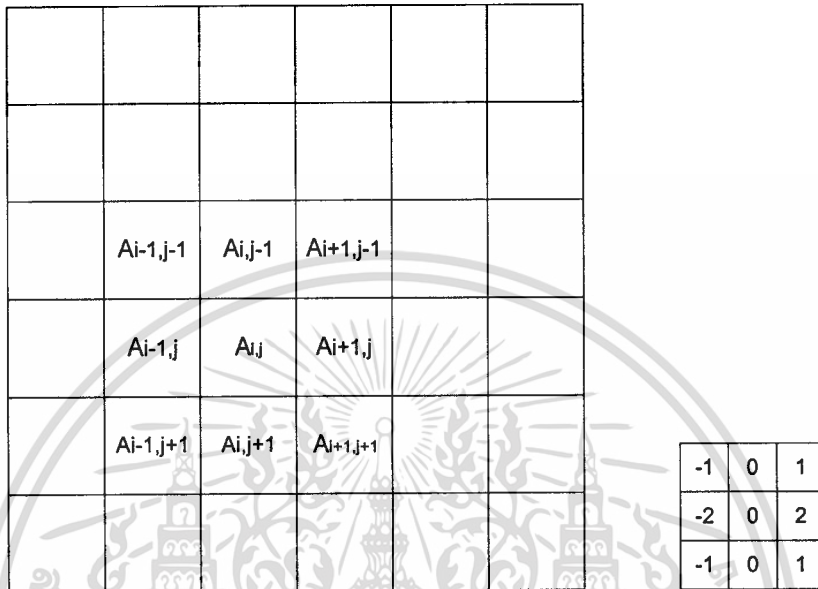 Ai-1,j-1 Ai,j-1 Ai+1,j-1
Ai-1,j Ai,j Ai+1,j
Ai-1,j+1 Ai,j+1 Ai+1,j+1
-1 0 1
-2 0 2
-1 0 1